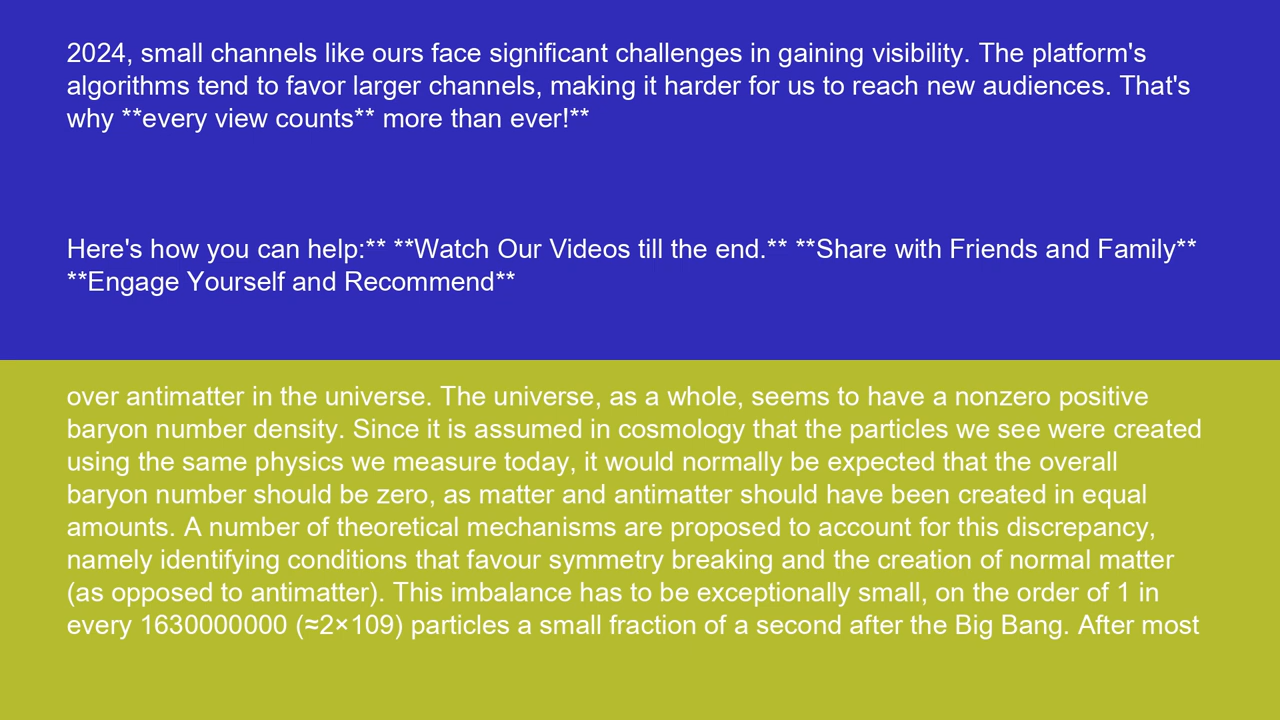 2024, small channels like ours face significant challenges in gaining visibility. The platform's
algorithms tend to favor larger channels, making it harder for us to reach new audiences. That's
why **every view counts** more than ever!**
Here's how you can help:** **Watch Our Videos till the end.** **Share with Friends and Family**
**Engage Yourself and Recommend**
over antimatter in the universe. The universe, as a whole, seems to have a nonzero positive
baryon number density. Since it is assumed in cosmology that the particles we see were created
using the same physics we measure today, it would normally be expected that the overall
baryon number should be zero, as matter and antimatter should have been created in equal
amounts. A number of theoretical mechanisms are proposed to account for this discrepancy,
namely identifying conditions that favour symmetry breaking and the creation of normal matter
(as opposed to antimatter). This imbalance has to be exceptionally small, on the order of 1 in
every 1630000000 (≈2×109) particles a small fraction of a second after the Big Bang. After most